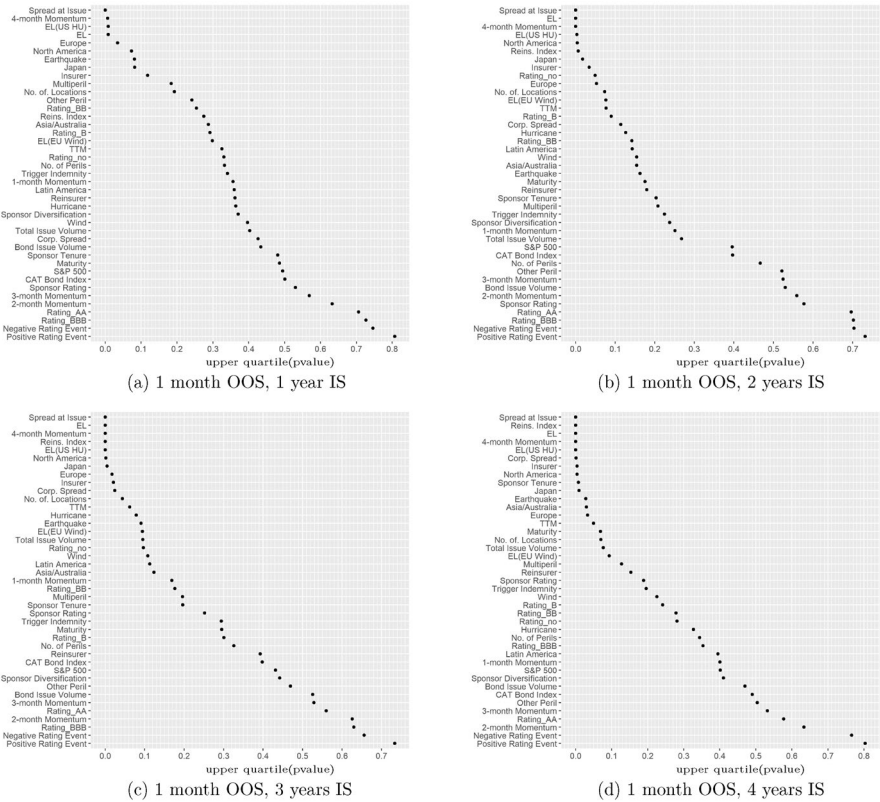 Spread at Issue
4-month Momentum
EL(US HU)
EL
Europe
North America
Earthquake
Japan
Insurer
Multiperil
No. of Locations
Other Peril
Rating_BB
Reins. Index
Asia/Australia
Rating_B
EL(EU Wind)
TTM
Rating_no
No. of Perils
Trigger Indemnity
1-month Momentum
Latin America
Reinsurer
Hurricane
Sponsor Diversification
Wind
Total Issue Volume
Corp. Spread
Bond Issue Volume
Sponsor Tenure
Maturity
S&P 500
CAT Bond Index
Sponsor Rating
3-month Momentum
2-month Momentum
Rating_AA
Rating_BBB
Negative Rating Event
Positive Rating Event
0.0 0.1 0.2 0.3 0.4 0.5 0.6 0.7 0.8
upper quartile(pvalue)
(a) 1 month OOS, 1 year IS
Spread at Issue
EL
4-month Momentum
EL(US HU)
North America
Reins. Index
Japan
Insurer
Rating_no
Europe
No. of Locations
EL(EU Wind)
TTM
Rating_B
Corp. Spread
Hurricane
Rating_BB
Latin America
Wind
Asia/Australia
Earthquake
Maturity
Reinsurer
Sponsor Tenure
Multiperil
Trigger Indemnity
Sponsor Diversification
1-month Momentum
Total Issue Volume
S&P 500
CAT Bond Index
No. of Perils
Other Peril
3-month Momentum
Bond Issue Volume
2-month Momentum
Sponsor Rating
Rating_AA
Rating_BBB
Negative Rating Event
Positive Rating Event
0.0 0.1 0.2 0.3 0.4 0.5 0.6 0.7
upper quartile(pvalue)
(b) 1 month OOS, 2 years IS
Spread at Issue
EL
4-month Momentum
Reins. Index
EL(US HU)
North America
Japan
Europe
Insurer
Corp. Spread
No. of Locations
TTM
Hurricane
Earthquake
EL(EU Wind)
Total Issue Volume
Rating_no
Wind
Latin America
Asia/Australia
1-month Momentum
Rating_BB
Multiperil
Sponsor Tenure
Sponsor Rating
Trigger Indemnity
Maturity
Rating_B
No. of Perils
Reinsurer
CAT Bond Index
S&P 500
Sponsor Diversification
Other Peril
Bond Issue Volume
3-month Momentum
Rating_AA
2-month Momentum
Rating_BBB
Negative Rating Event
Positive Rating Event
0.0 0.1 0.2 0.3 0.4 0.5 0.6 0.7
upper quartile(pvalue)
(c) 1 month OOS, 3 years IS
Spread at Issue
Reins. Index
EL
4-month Momentum
EL(US HU)
Corp. Spread
Insurer
North America
Sponsor Tenure
Japan
Earthquake
Asia/Australia
Europe
TTM
Maturity
No. of Locations
Total Issue Volume
EL(EU Wind)
Multiperil
Reinsurer
Sponsor Rating
Trigger Indemnity
Wind
Rating_B
Rating_BB
Rating_no
Hurricane
No. of Perils
Rating_BBB
Latin America
1-month Momentum
S&P 500
Sponsor Diversification
Bond Issue Volume
CAT Bond Index
Other Peril
3-month Momentum
Rating_AA
2-month Momentum
Negative Rating Event
Positive Rating Event
0.0 0.1 0.2 0.3 0.4 0.5 0.6 0.7 0.8
upper quartile(pvalue)
(d) 1 month OOS, 4 years IS